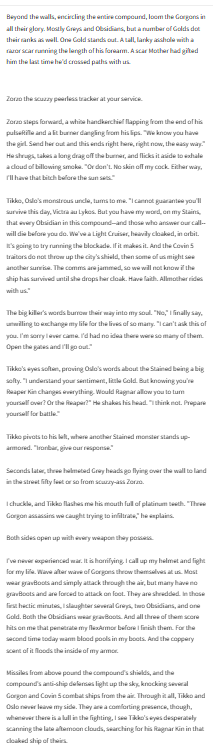 Beyond the walls, encircling the entire compound, loom the Gorgons in
all their glory. Mostly Greys and Obsidians, but a number of Golds dot
their ranks as well. One Gold stands out. A tall, lanky asshole with a
razor scar running the length of his forearm. A scar Mother had gifted
him the last time he'd crossed paths with us.
Zorzo the scuzzy peerless tracker at your service.
Zorzo steps forward, a white handkerchief flapping from the end of his
pulseRifle and a lit burner dangling from his lips. "We know you have
the girl. Send her out and this ends right here, right now, the easy way."
He shrugs, takes a long drag off the burner, and flicks it aside to exhale
a cloud of billowing smoke. "Or don't. No skin off my cock. Either way,
I'll have that bitch before the sun sets."
Tikko, Oslo's monstrous uncle, turns to me. "I cannot guarantee you'll
survive this day, Victra au Lykos. But you have my word, on my Stains,
that every Obsidian in this compound--and those who answer our call--
will die before you do. We've a Light Cruiser, heavily cloaked, in orbit.
It's going to try running the blockade. If it makes it. And the Covin 5
traitors do not throw up the city's shield, then some of us might see
another sunrise. The comms are jammed, so we will not know if the
ship has survived until she drops her cloak. Have faith. Allmother rides
with us."
The big killer's words burrow their way into my soul. "No," I finally say,
unwilling to exchange my life for the lives of so many. "I can't ask this of
you. I'm sorry I ever came. I'd had no idea there were so many of them.
Open the gates and I'll go out."
Tikko's eyes soften, proving Oslo's words about the Stained being a big
softy. "I understand your sentiment, little Gold. But knowing you're
Reaper Kin changes everything. Would Ragnar allow you to turn
yourself over? Or the Reaper?" He shakes his head. "I think not. Prepare
yourself for battle."
Tikko pivots to his left, where another Stained monster stands up-
armored. "Ironbar, give our response."
Seconds later, three helmeted Grey heads go flying over the wall to land
in the street fifty feet or so from scuzzy-ass Zorzo.
I chuckle, and Tikko flashes me his mouth full of platinum teeth. "Three
Gorgon assassins we caught trying to infiltrate," he explains.
Both sides open up with every weapon they possess.
I've never experienced war. It is horrifying. I call up my helmet and fight
for my life. Wave after wave of Gorgons throw themselves at us. Most
wear gravBoots and simply attack through the air, but many have no
gravBoots and are forced to attack on foot. They are shredded. In those
first hectic minutes, I slaughter several Greys, two Obsidians, and one
Gold. Both the Obsidians wear gravBoots. And all three of them score
hits on me that penetrate my flexArmor before I finish them. For the
second time today warm blood pools in my boots. And the coppery
scent of it floods the inside of my armor.
Missiles from above pound the compound's shields, and the
compound's anti-ship defenses light up the sky, knocking several
Gorgon and Covin 5 combat ships from the air. Through it all, Tikko and
Oslo never leave my side. They are a comforting presence, though,
whenever there is a lull in the fighting, I see Tikko's eyes desperately
scanning the late afternoon clouds, searching for his Ragnar Kin in that
cloaked ship of theirs.